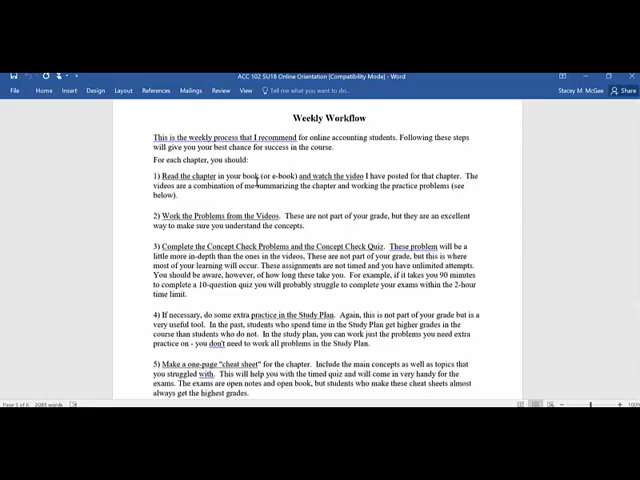 ACC 102 SU18 Online Orientation [Compatibility Mode] - Word
File Home Insert Design Layout References Mailings Review View Tell me what you want to do... Stacey M. McGee Share
Weekly Workflow
This is the weekly process that I recommend for online accounting students. Following these steps
will give you your best chance for success in the course.
For each chapter, you should:
1) Read the chapter in your book (or e-book) and watch the video I have posted for that chapter. The
videos are a combination of me summarizing the chapter and working the practice problems (see
below).
2) Work the Problems from the Videos. These are not part of your grade, but they are an excellent
way to make sure you understand the concepts.
3) Complete the Concept Check Problems and the Concept Check Quiz. These problem will be a
little more in-depth than the ones in the videos, These are not part of your grade, but this is where
most of your learning will occur. These assignments are not timed and you have unlimited attempts.
You should be aware, however, of how long these take you. For example, if it takes you 90 minutes
to complete a 10-question quiz you will probably struggle to complete your exams within the 2-hour
time limit.
4) If necessary, do some extra practice in the Study Plan. Again, this is not part of your grade but is a
very useful tool. In the past, students who spend time in the Study Plan get higher grades in the
course than students who do not. In the study plan, you can work just the problems you need extra
practice on - you don't need to work all problems in the Study Plan.
5) Make a one-page "cheat sheet" for the chapter. Include the main concepts as well as topics that
you struggled with. This will help you with the timed quiz and will come in very handy for the
exams. The exams are open notes and open book, but students who make these cheat sheets almost
always get the highest grades.
Page 5 of 6 2085 words 100%